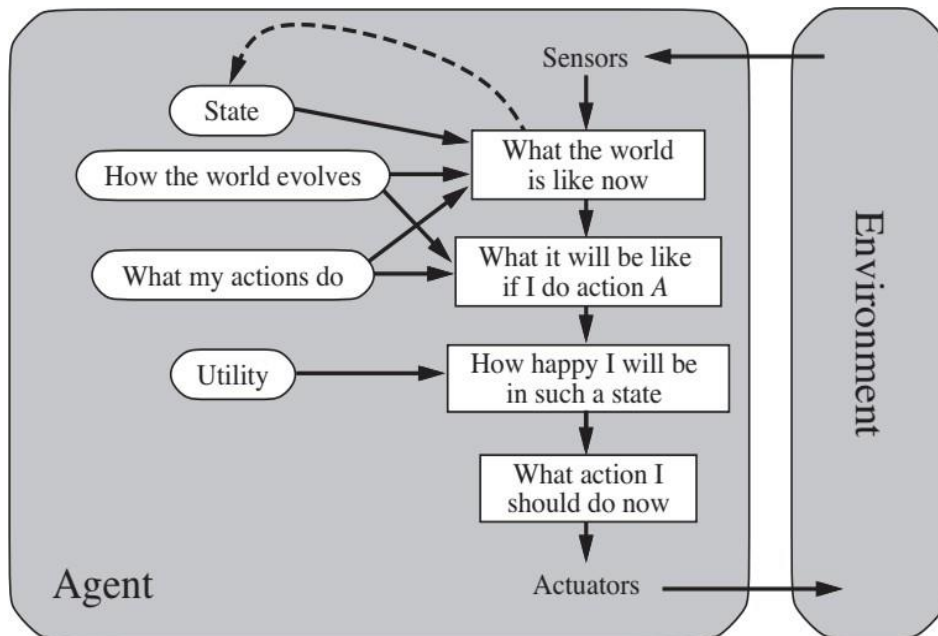 Sensors
State
What the world
is like now
How the world evolves
What it will be like
if I do action A
What my actions do
How happy I will be
in such a state
Utility
What action I
should do now
Agent
Actuators
Environment